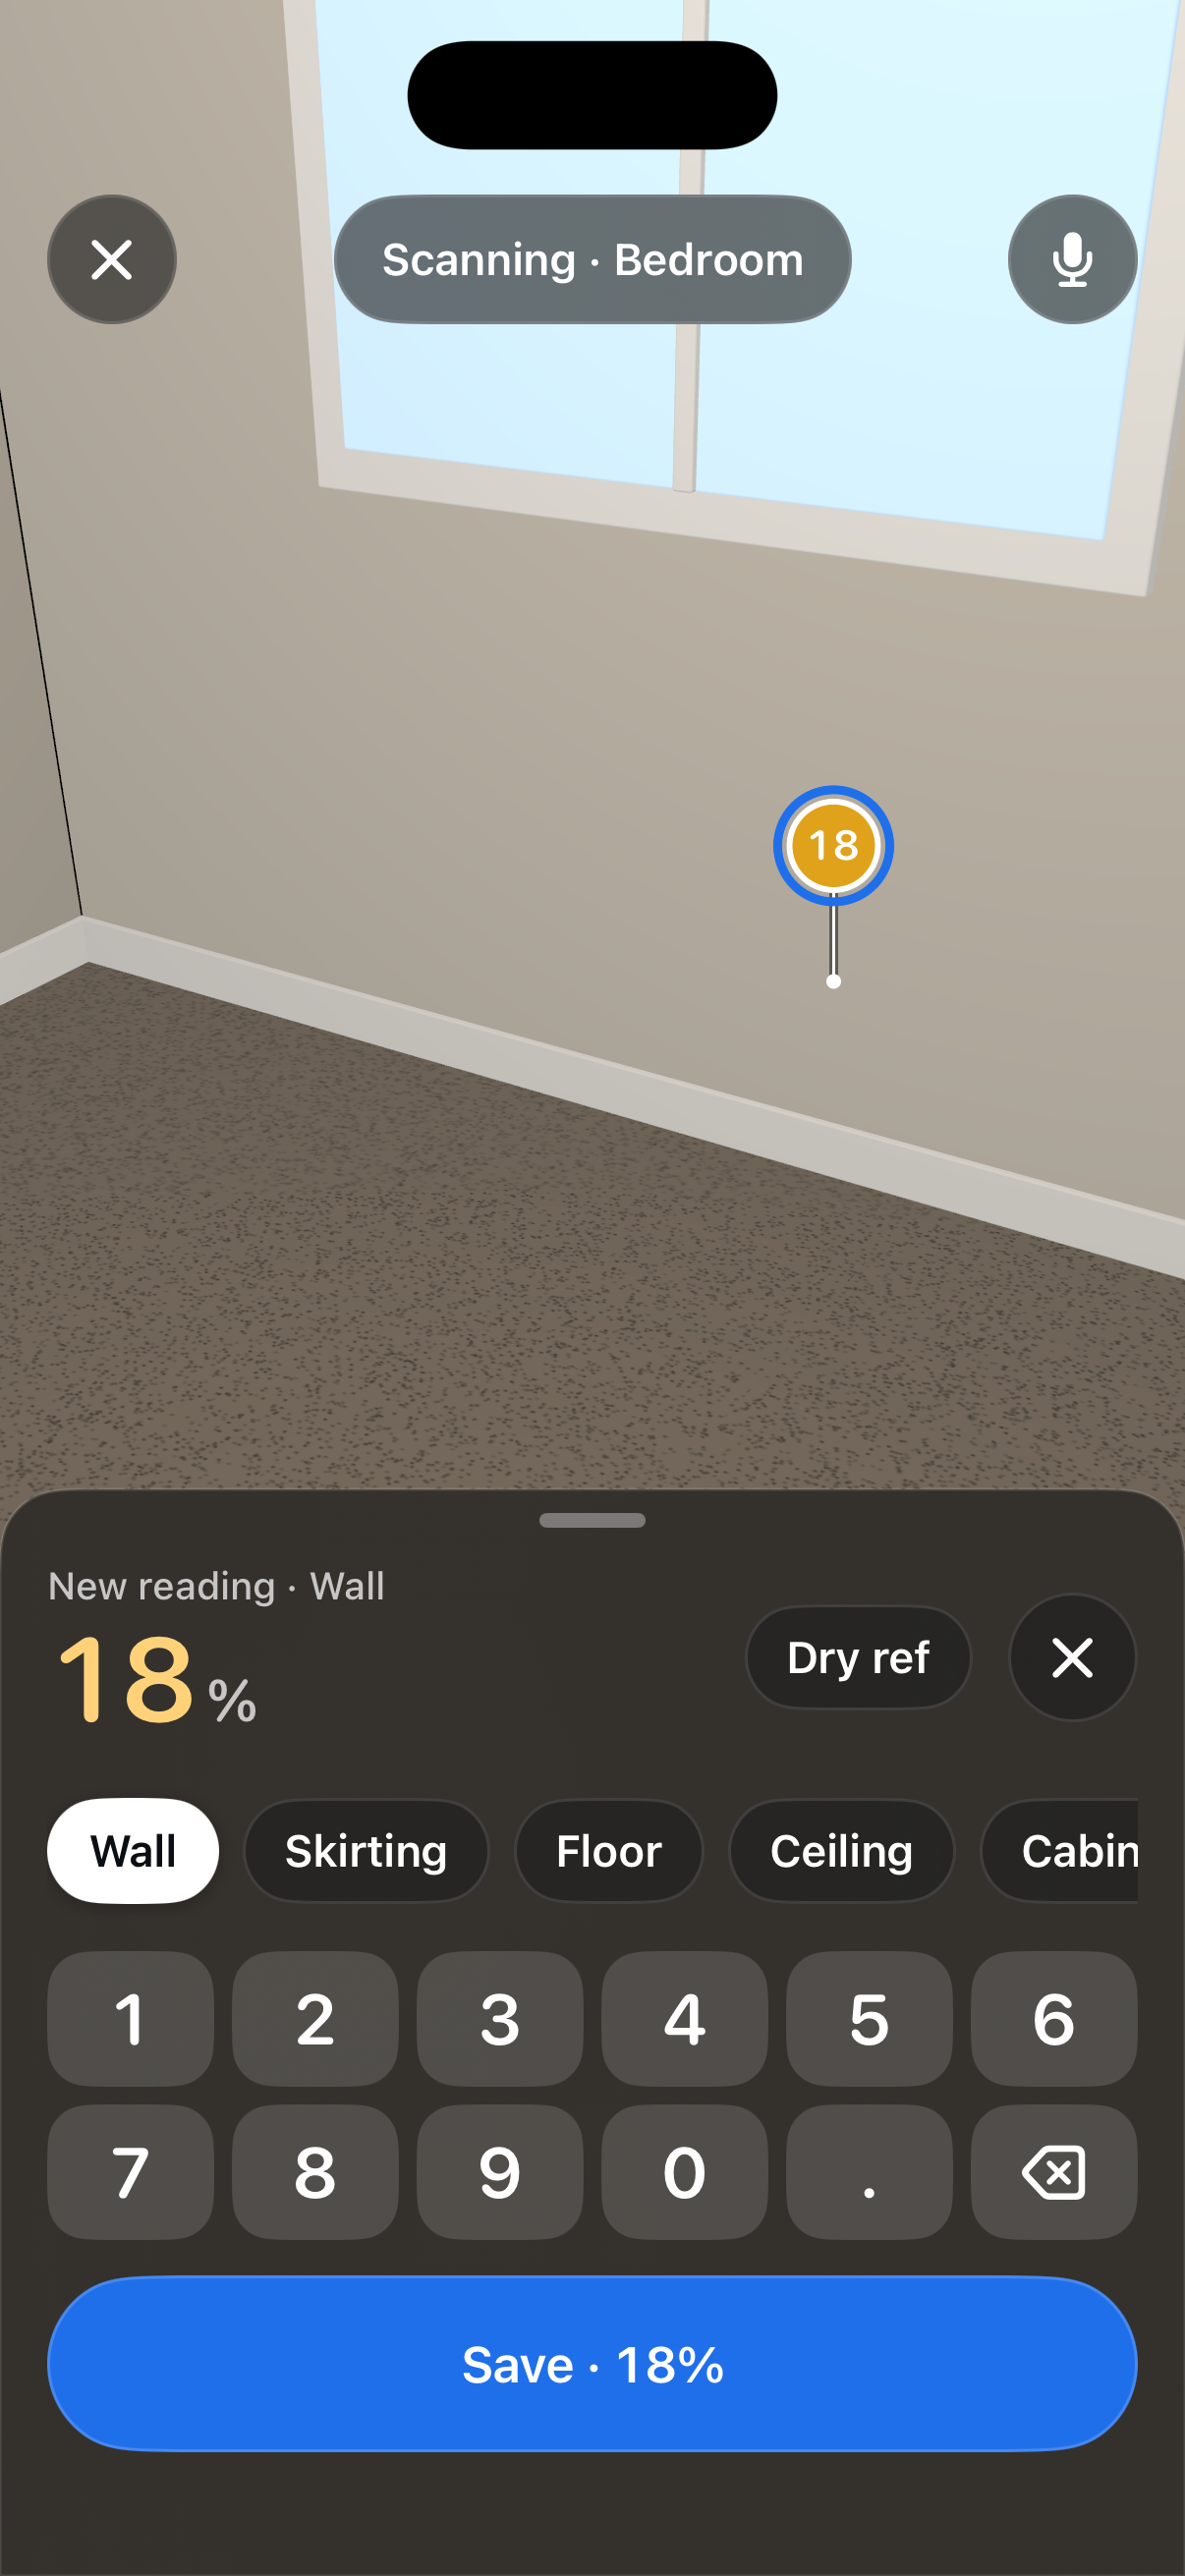 Scanning · Bedroom
18
New reading · Wall
18 %
Dry ref
Wall Skirting Floor Ceiling Cabin
1 2 3 4 5 6
7 8 9 0 .
Save · 18%